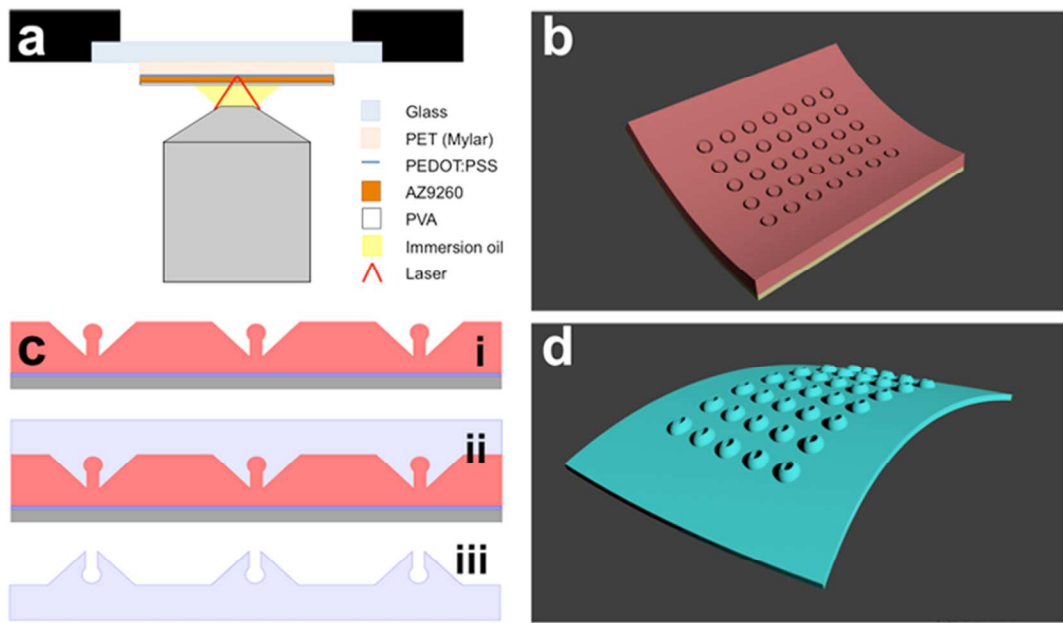 a
Glass
PET (Mylar)
PEDOT:PSS
AZ9260
PVA
Immersion oil
Laser
b
c
i
ii
iii
d